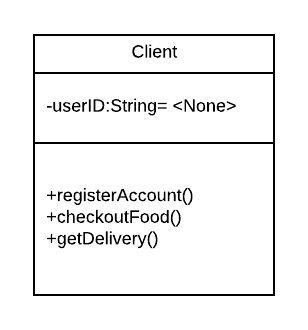 Client
-userID:String= <None>
+registerAccount()
+checkoutFood()
+getDelivery()